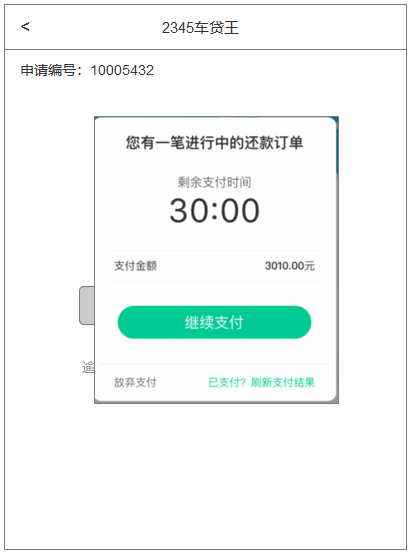 <
2345车贷王
申请编号：10005432
您有一笔进行中的还款订单
剩余支付时间
30:00
支付金额 3010.00元
继续支付
放弃支付 已支付？刷新支付结果